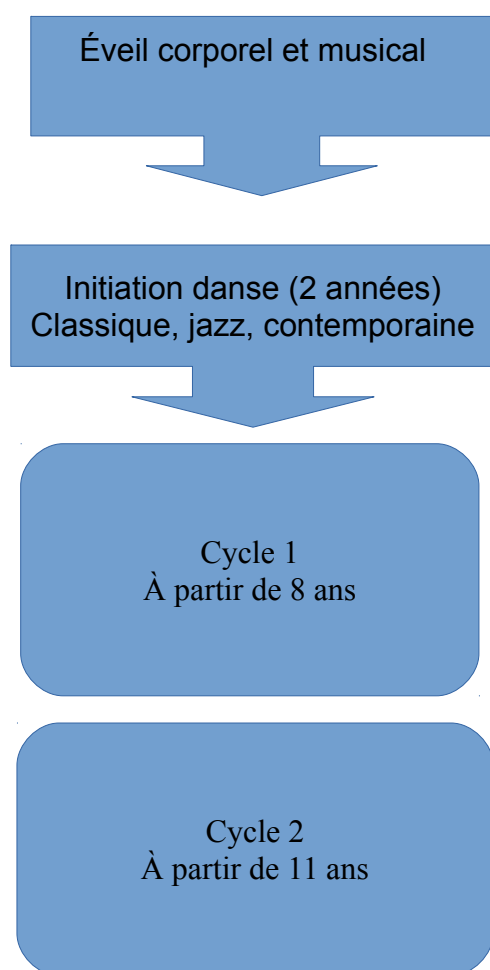 Éveil corporel et musical
Initiation danse (2 années)
Classique, jazz, contemporaine
Cycle 1
À partir de 8 ans
Cycle 2
À partir de 11 ans